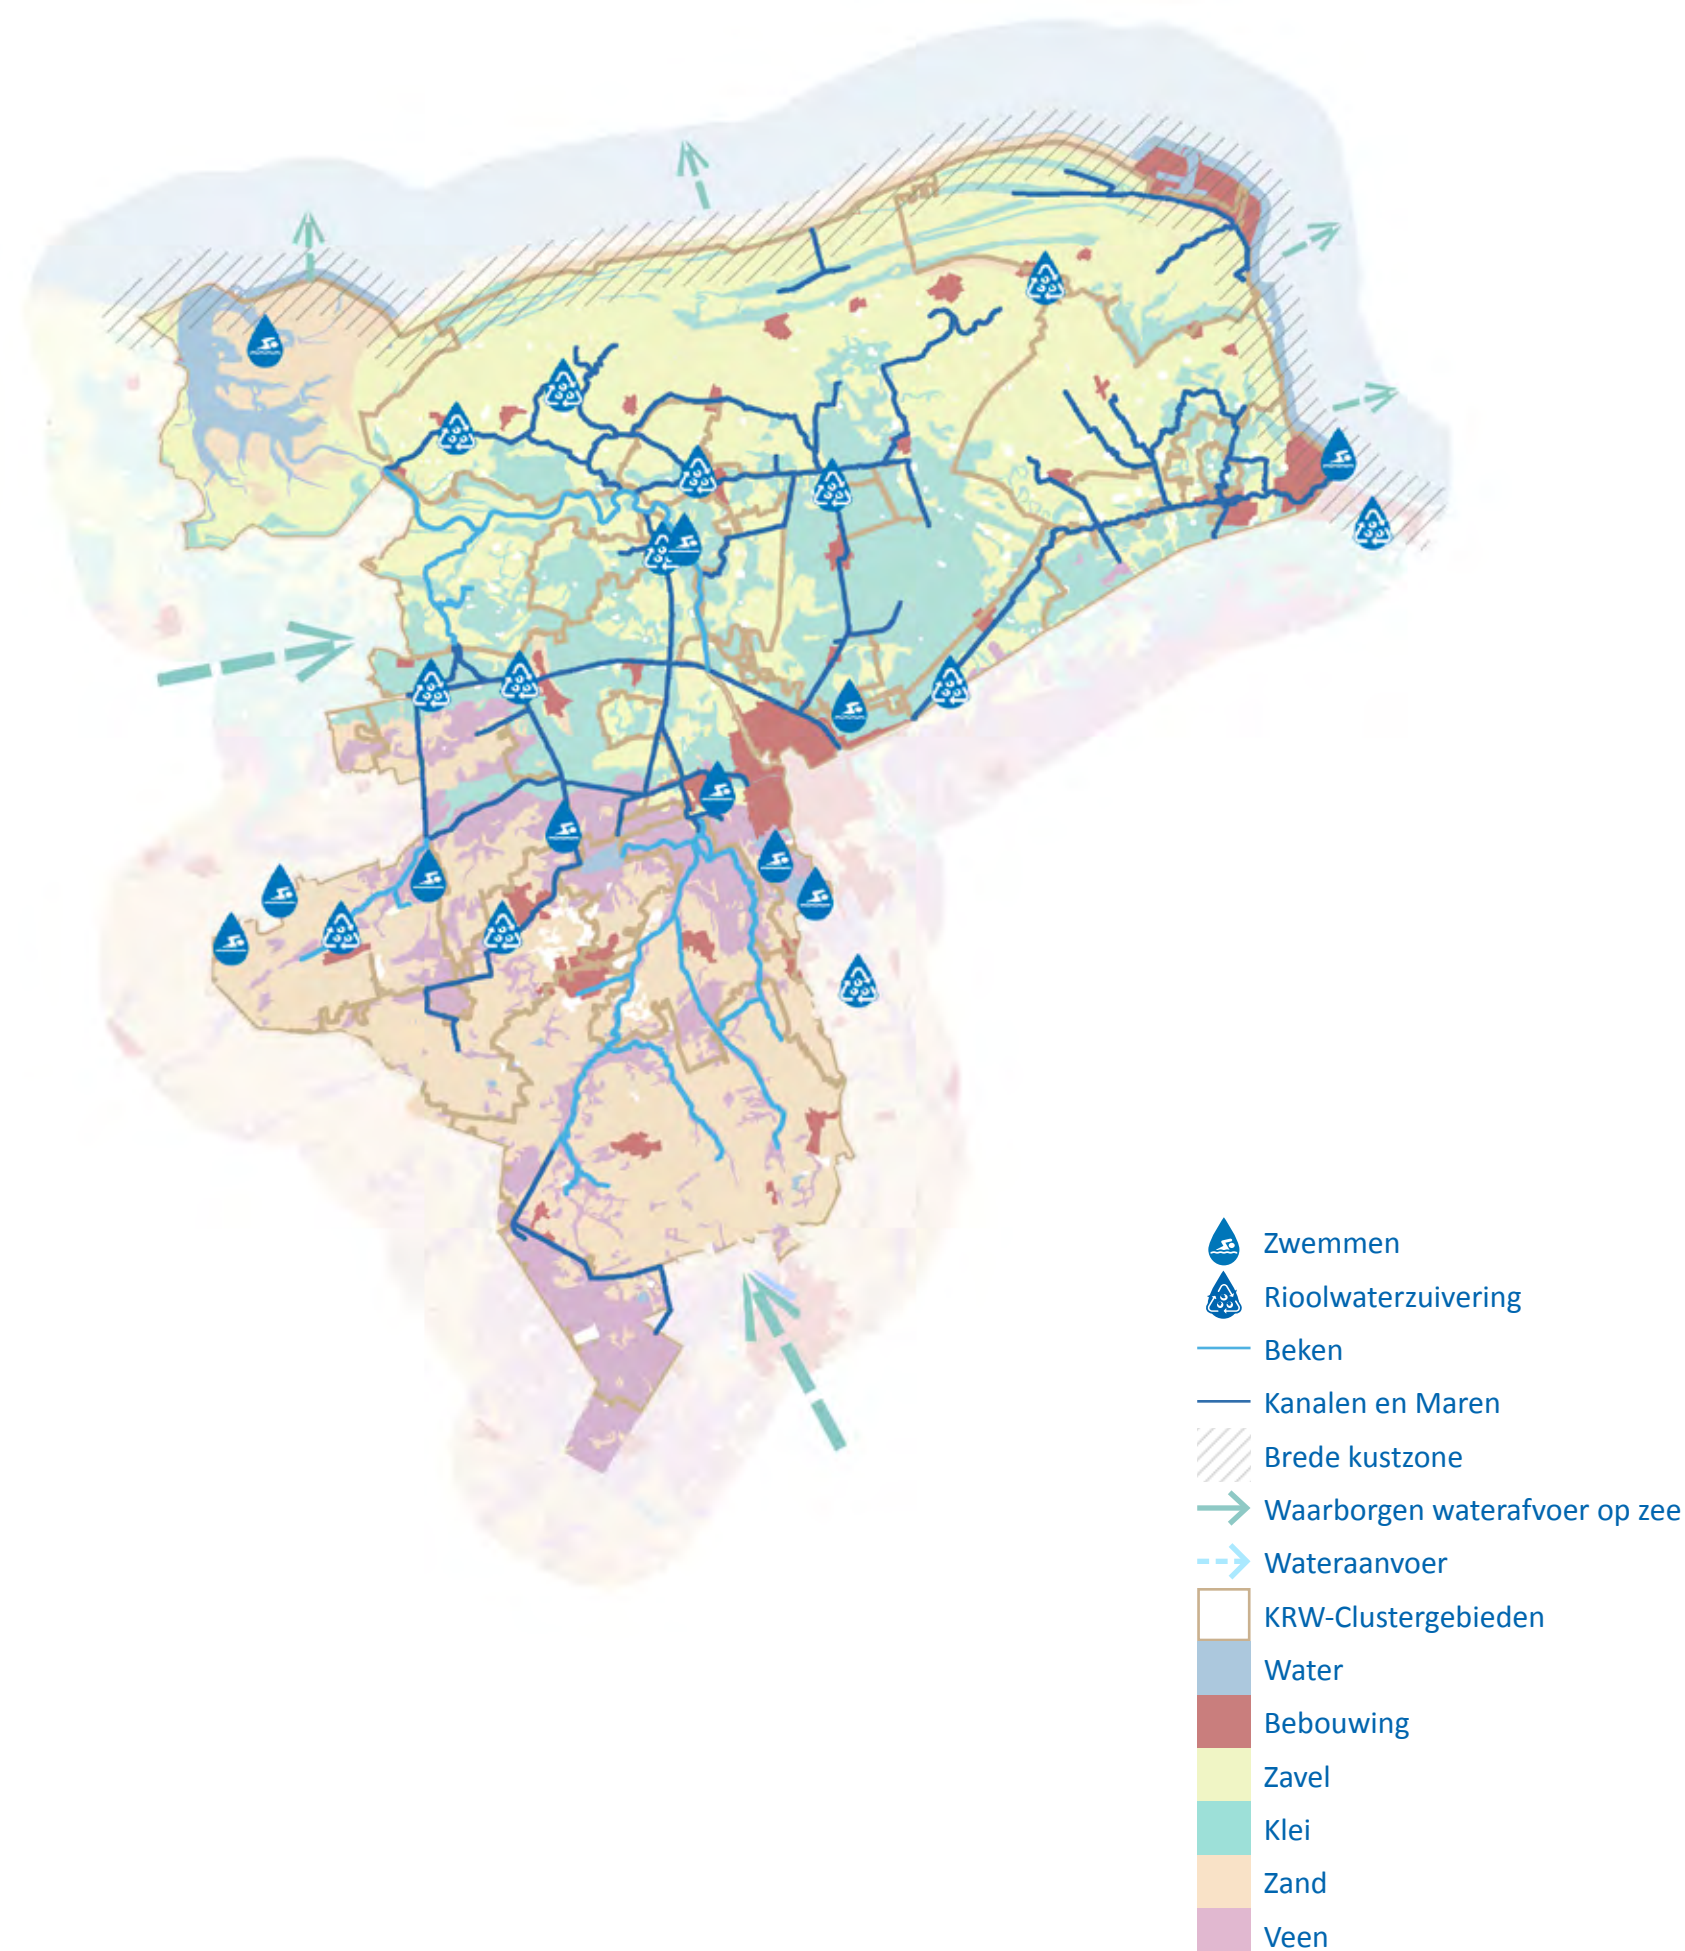 Zwemmen
Rioolwaterzuivering
Beken
Kanalen en Maren
Brede kustzone
Waarborgen waterafvoer op zee
Wateraanvoer
KRW-Clustergebieden
Water
Bebouwing
Zavel
Klei
Zand
Veen